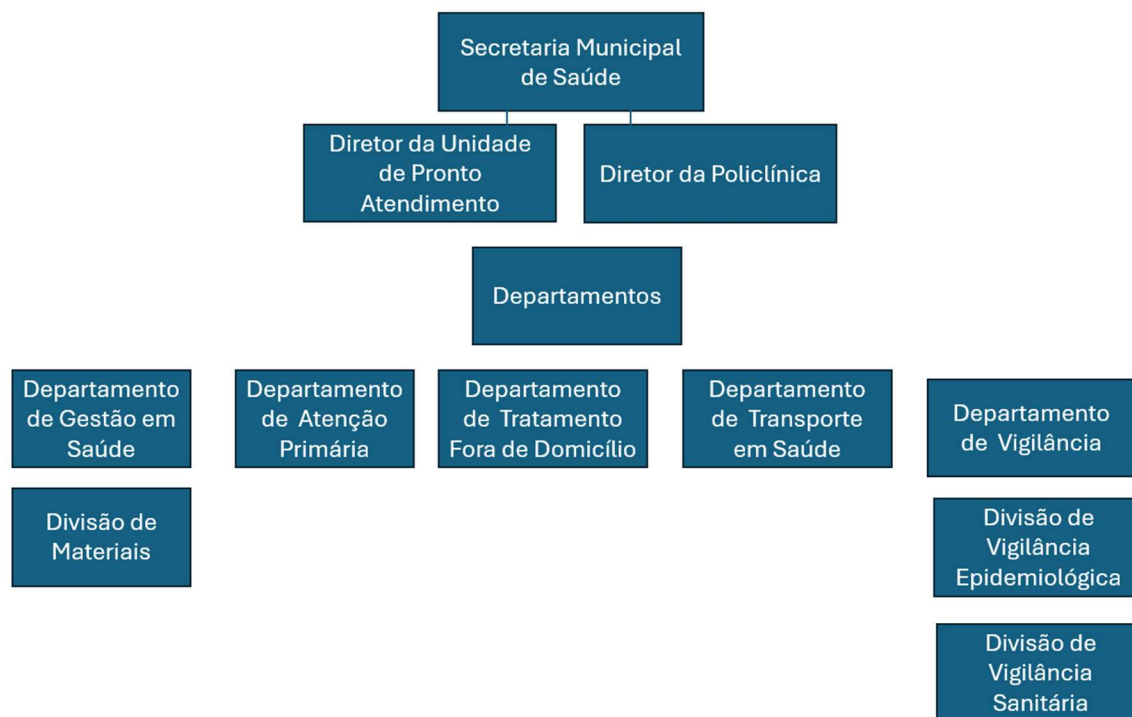 Secretaria Municipal
de Saúde
Diretor da Unidade
de Pronto
Atendimento
Diretor da Policlínica
Departamentos
Departamento
de Gestão em
Saúde
Departamento
de Atenção
Primária
Departamento
de Tratamento
Fora de Domicílio
Departamento
de Transporte
em Saúde
Departamento
de Vigilância
Divisão de
Materiais
Divisão de
Vigilância
Epidemiológica
Divisão de
Vigilância
Sanitária